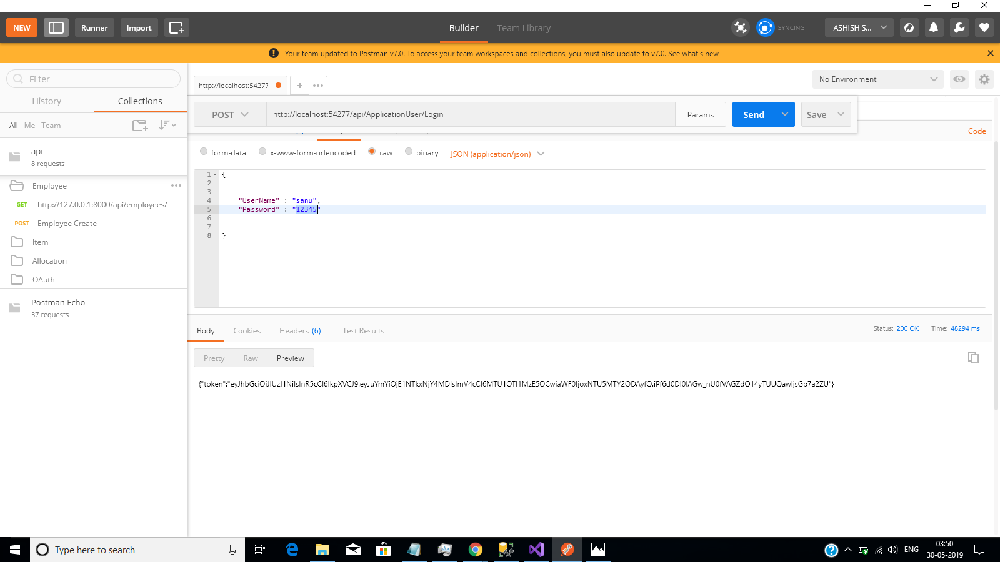 NEW
Runner
Import
Builder
Team Library
SYNCING
ASHISH S...
Your team updated to Postman v7.0. To access your team workspaces and collections, you must also update to v7.0. See what's new
Filter
History
Collections
All
Me
Team
api
8 requests
Employee
GET
http://127.0.0.1:8000/api/employees/
POST
Employee Create
Item
Allocation
OAuth
Postman Echo
37 requests
http://localhost:54277
No Environment
POST
http://localhost:54277/api/ApplicationUser/Login
Params
Send
Save
Code
form-data
x-www-form-urlencoded
raw
binary
JSON (application/json)
1 {
2
3
4 "UserName" : "sanu",
5 "Password" : "12345"
6
7
8 }
Body
Cookies
Headers (6)
Test Results
Status: 200 OK
Time: 48294 ms
Pretty
Raw
Preview
{"token":
Type here to search
ENG
03:50
30-05-2019